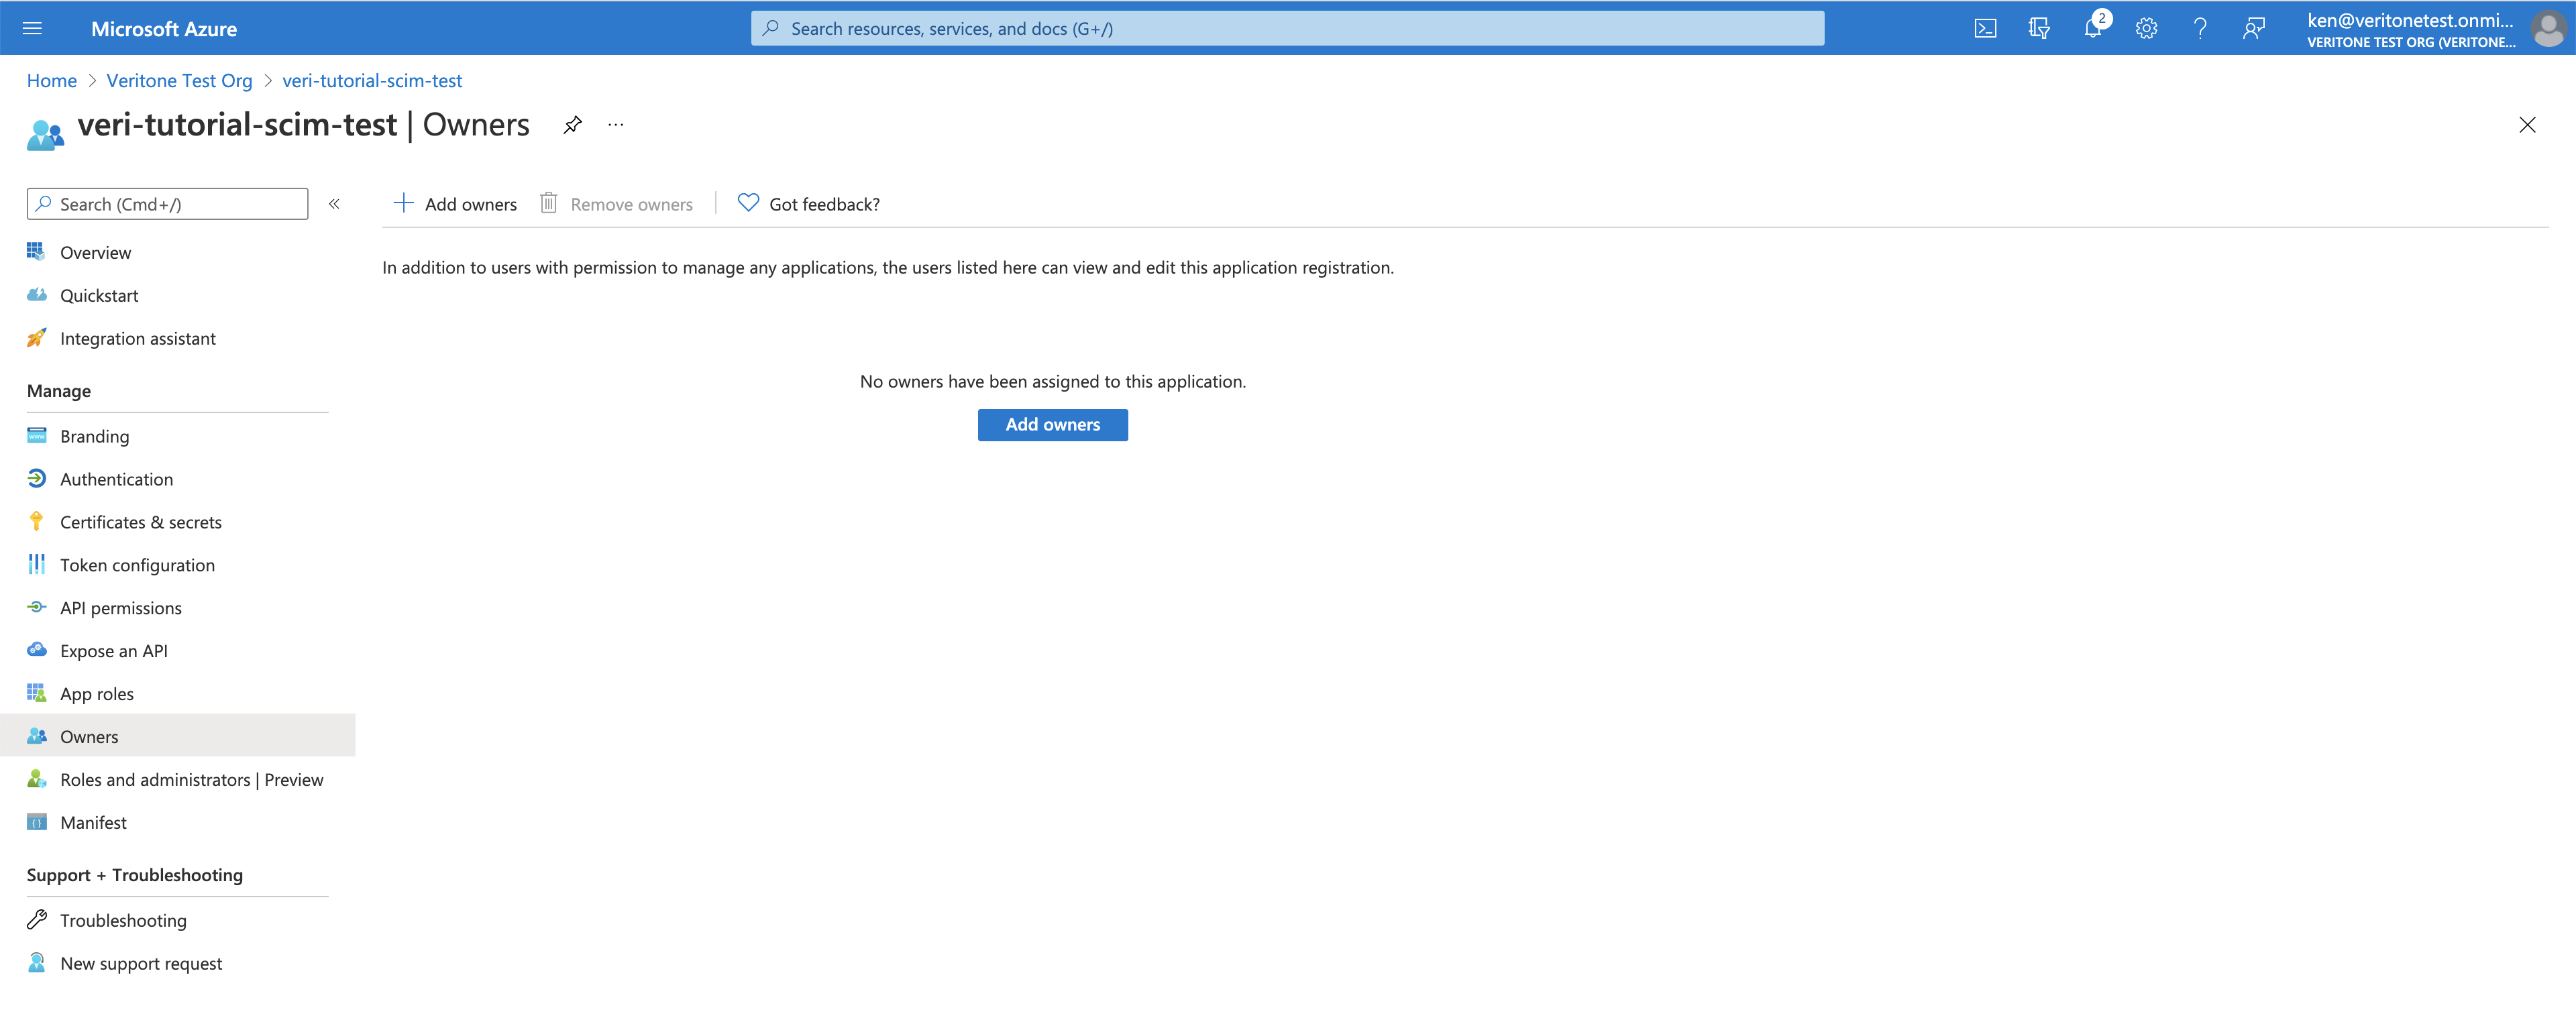 Microsoft Azure
Search resources, services, and docs (G+/)
2
ken@veritonetest.onmi...
VERITONE TEST ORG (VERITONE...
Home > Veritone Test Org > veri-tutorial-scim-test
veri-tutorial-scim-test | Owners
...
Search (Cmd+/)
«
Overview
Quickstart
Integration assistant
Manage
Branding
Authentication
Certificates & secrets
Token configuration
API permissions
Expose an API
App roles
Owners
Roles and administrators | Preview
Manifest
Support + Troubleshooting
Troubleshooting
New support request
Add owners
Remove owners
Got feedback?
In addition to users with permission to manage any applications, the users listed here can view and edit this application registration.
No owners have been assigned to this application.
Add owners